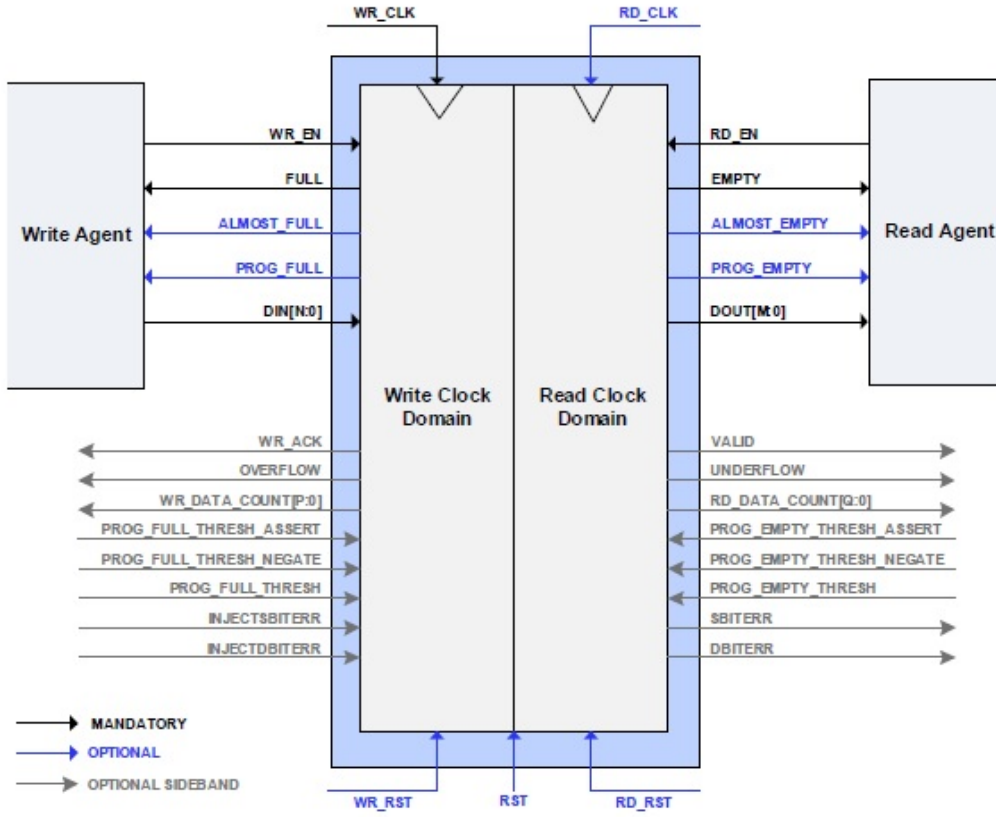 WR_CLK
RD_CLK
WR_EN
RD_EN
FULL
EMPTY
ALMOST_FULL
ALMOST_EMPTY
Write Agent
Read Agent
PROG_FULL
PROG_EMPTY
DIN[N:0]
DOUT[M:0]
Write Clock
Domain
Read Clock
Domain
WR_ACK
VALID
OVERFLOW
UNDERFLOW
WR_DATA_COUNT[P:0]
RD_DATA_COUNT[Q:0]
PROG_FULL_THRESH_ASSERT
PROG_EMPTY_THRESH_ASSERT
PROG_FULL_THRESH_NEGATE
PROG_EMPTY_THRESH_NEGATE
PROG_FULL_THRESH
PROG_EMPTY_THRESH
INJECTSBITERR
SBITERR
INJECTDBITERR
DBITERR
MANDATORY
OPTIONAL
OPTIONAL SIDEBAND
WR_RST
RST
RD_RST